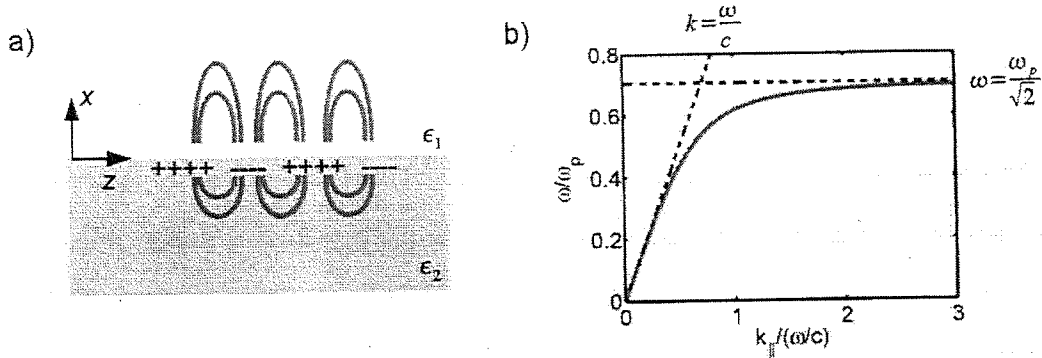 a)
x
z
ϵ1
++++ −−− ++++ −−−
ϵ2
b)
k=ω/c
0.8
0.6
0.4
0.2
0
ω/ωp
ω=ωp/√2
0 1 2 3
k||/(ω/c)